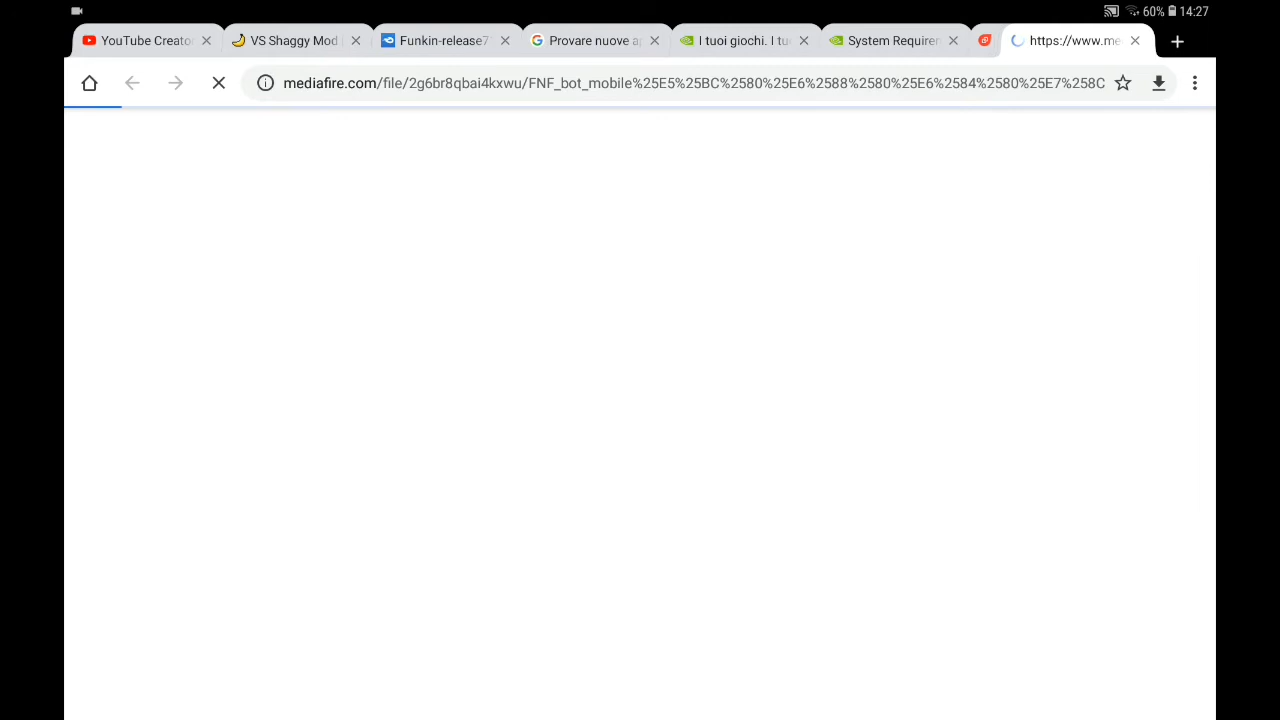 60% 14:27
YouTube Creato
VS Shaggy Mod
Funkin-release7
Provare nuove a
I tuoi giochi. I tu
System Requirem
https://www.me
mediafire.com/file/2g6br8qbai4kxwu/FNF_bot_mobile%25E5%25BC%2580%25E6%2588%2580%25E6%2584%2580%25E7%258C